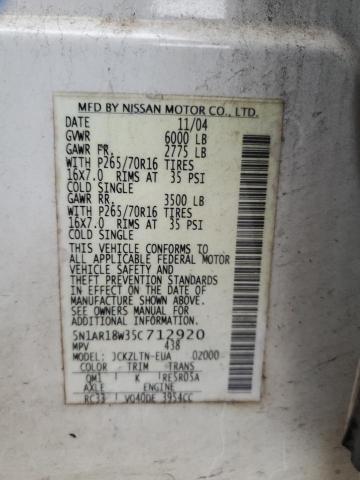 MFD BY NISSAN MOTOR CO., LTD.
11/04
GVWR 6000 LB
GAWR FR. 2775 LB
WITH P265/70R16 TIRES
16X7.0 RIMS AT 35 PSI
COLD SINGLE
GAWR RR. 3500 LB
WITH P265/70R16 TIRES
16X7.0 RIMS AT 35 PSI
COLD SINGLE
THIS VEHICLE CONFORMS TO
ALL APPLICABLE FEDERAL MOTOR
VEHICLE SAFETY AND
THEFT PREVENTION STANDARDS
IN EFFECT ON THE DATE OF
MANUFACTURE SHOWN ABOVE.
SEE OWNERS MANUAL FOR
ADDITIONAL INFORMATION.
5N1AR18W35C712920
MPV 438
JCKZLTN-EUA 02000-
COLOR TRIM TRANS
QM1 K RE5R05A
AXLE ENGINE
RC33 VQ40DE 3954CC